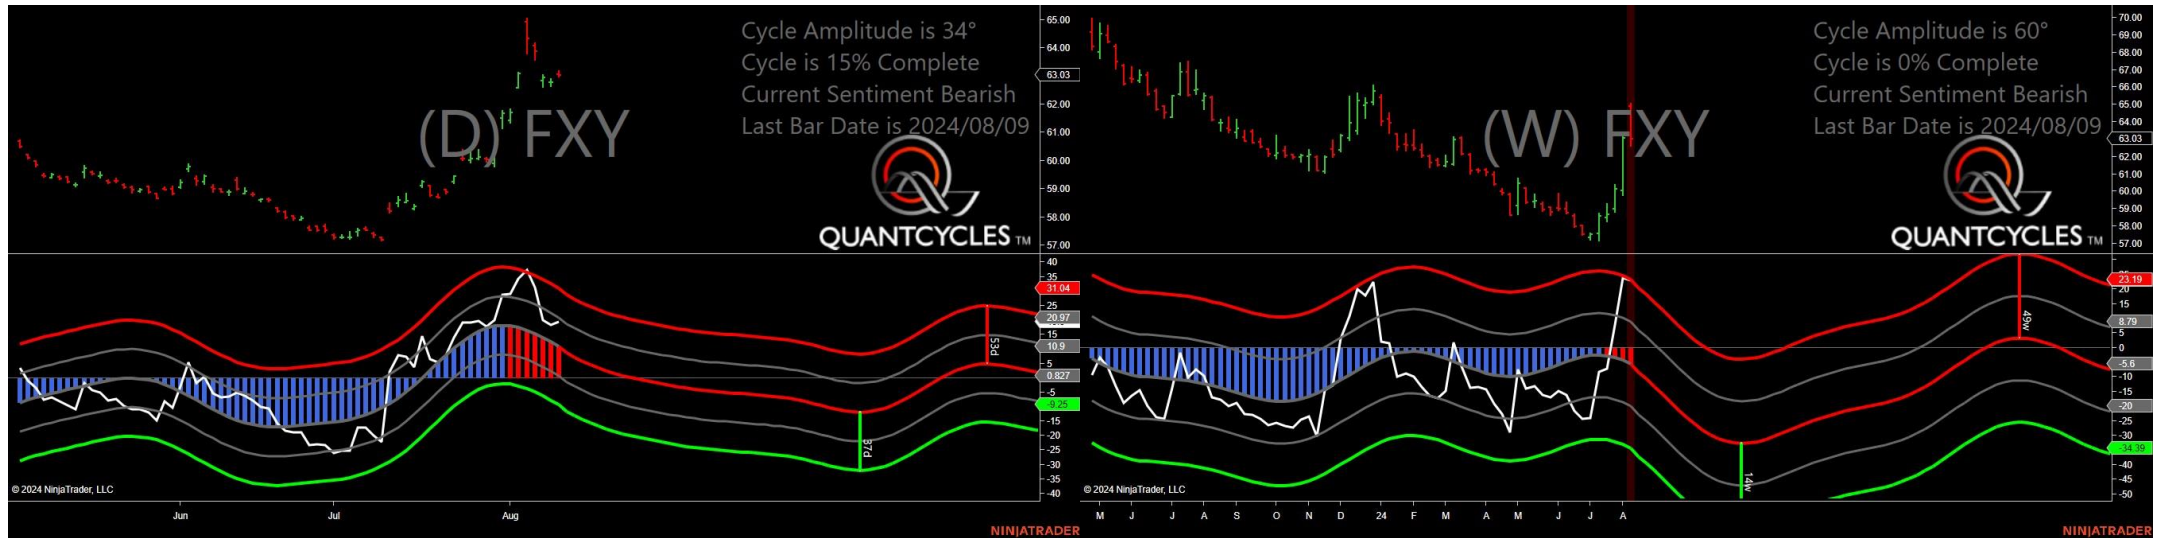 Cycle Amplitude is 34°
Cycle is 15% Complete
Current Sentiment Bearish
Last Bar Date is 2024/08/09
(D) FXY
QUANTCYCLES TM
65.00
64.00
63.03
62.00
61.00
60.00
59.00
58.00
57.00
40
35
31.04
25
20.97
15
10.9
5
0.827
-5
-9.25
-15
-20
-25
-30
-35
-40
53d
37d
© 2024 NinjaTrader, LLC
Jun Jul Aug
NINJATRADER
Cycle Amplitude is 60°
Cycle is 0% Complete
Current Sentiment Bearish
Last Bar Date is 2024/08/09
(W) FXY
QUANTCYCLES TM
70.00
69.00
68.00
67.00
66.00
65.00
64.00
63.03
62.00
61.00
60.00
59.00
58.00
57.00
23.19
20
15
8.79
5
0
-5.6
-10
-15
-20
-25
-30
-34.39
-45
-50
49w
14w
© 2024 NinjaTrader, LLC
M J J A S O N D 24 F M A M J J A
NINJATRADER